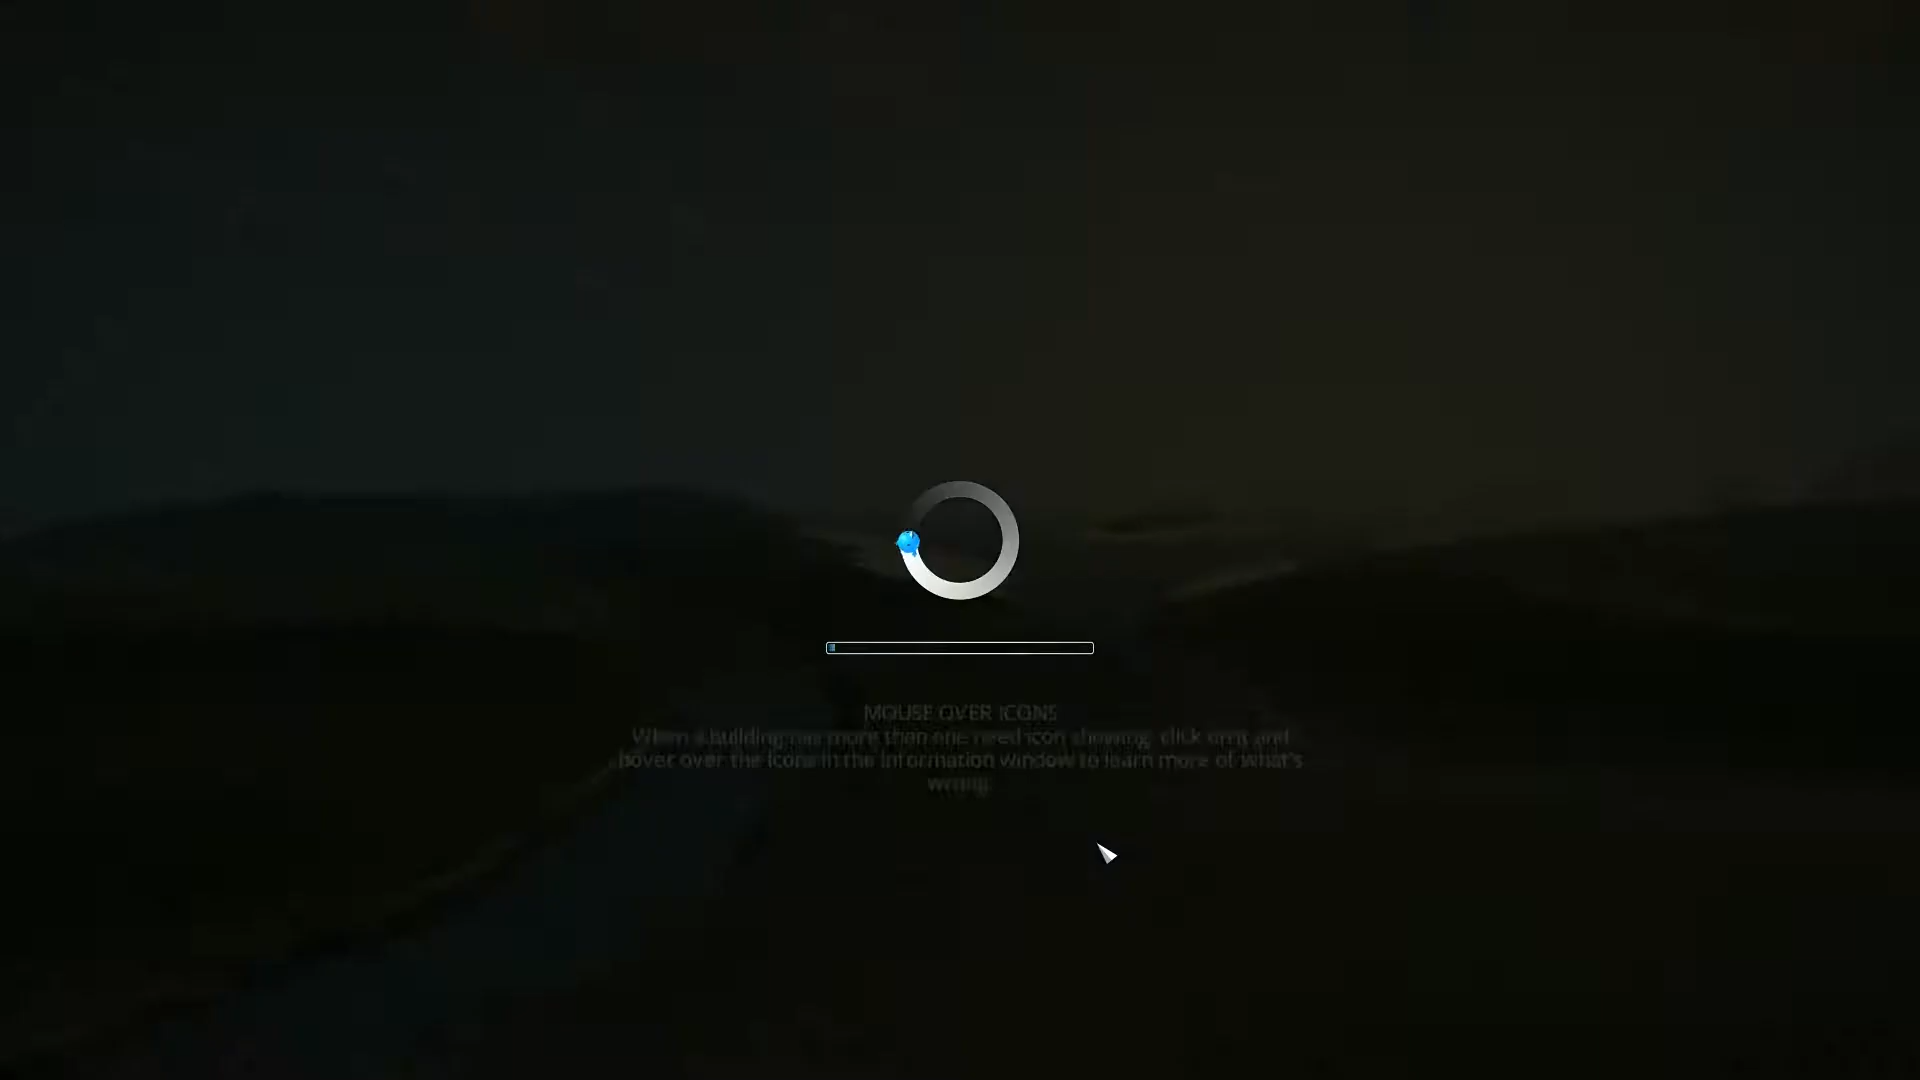 MOUSE OVER ICONS
When a building has more than one need icon showing, click on it and
hover over the icons in the information window to learn more of what's
wrong.